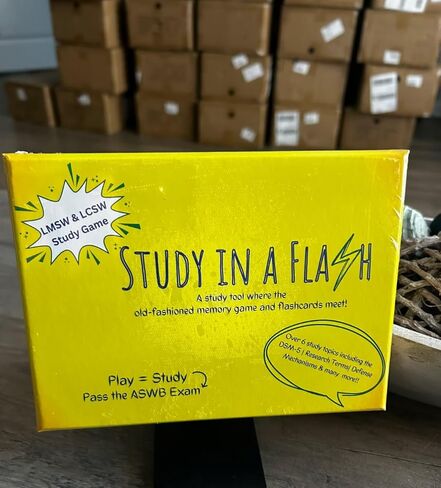 LMSW & LCSW
Study Game
STUDY IN A FLASH
A study tool where the
old-fashioned memory game and flashcards meet!
Over 6 study topics including the
DSM-5 | Research Terms| Defense
Mechanisms & many more!!
Play = Study
Pass the ASWB Exam